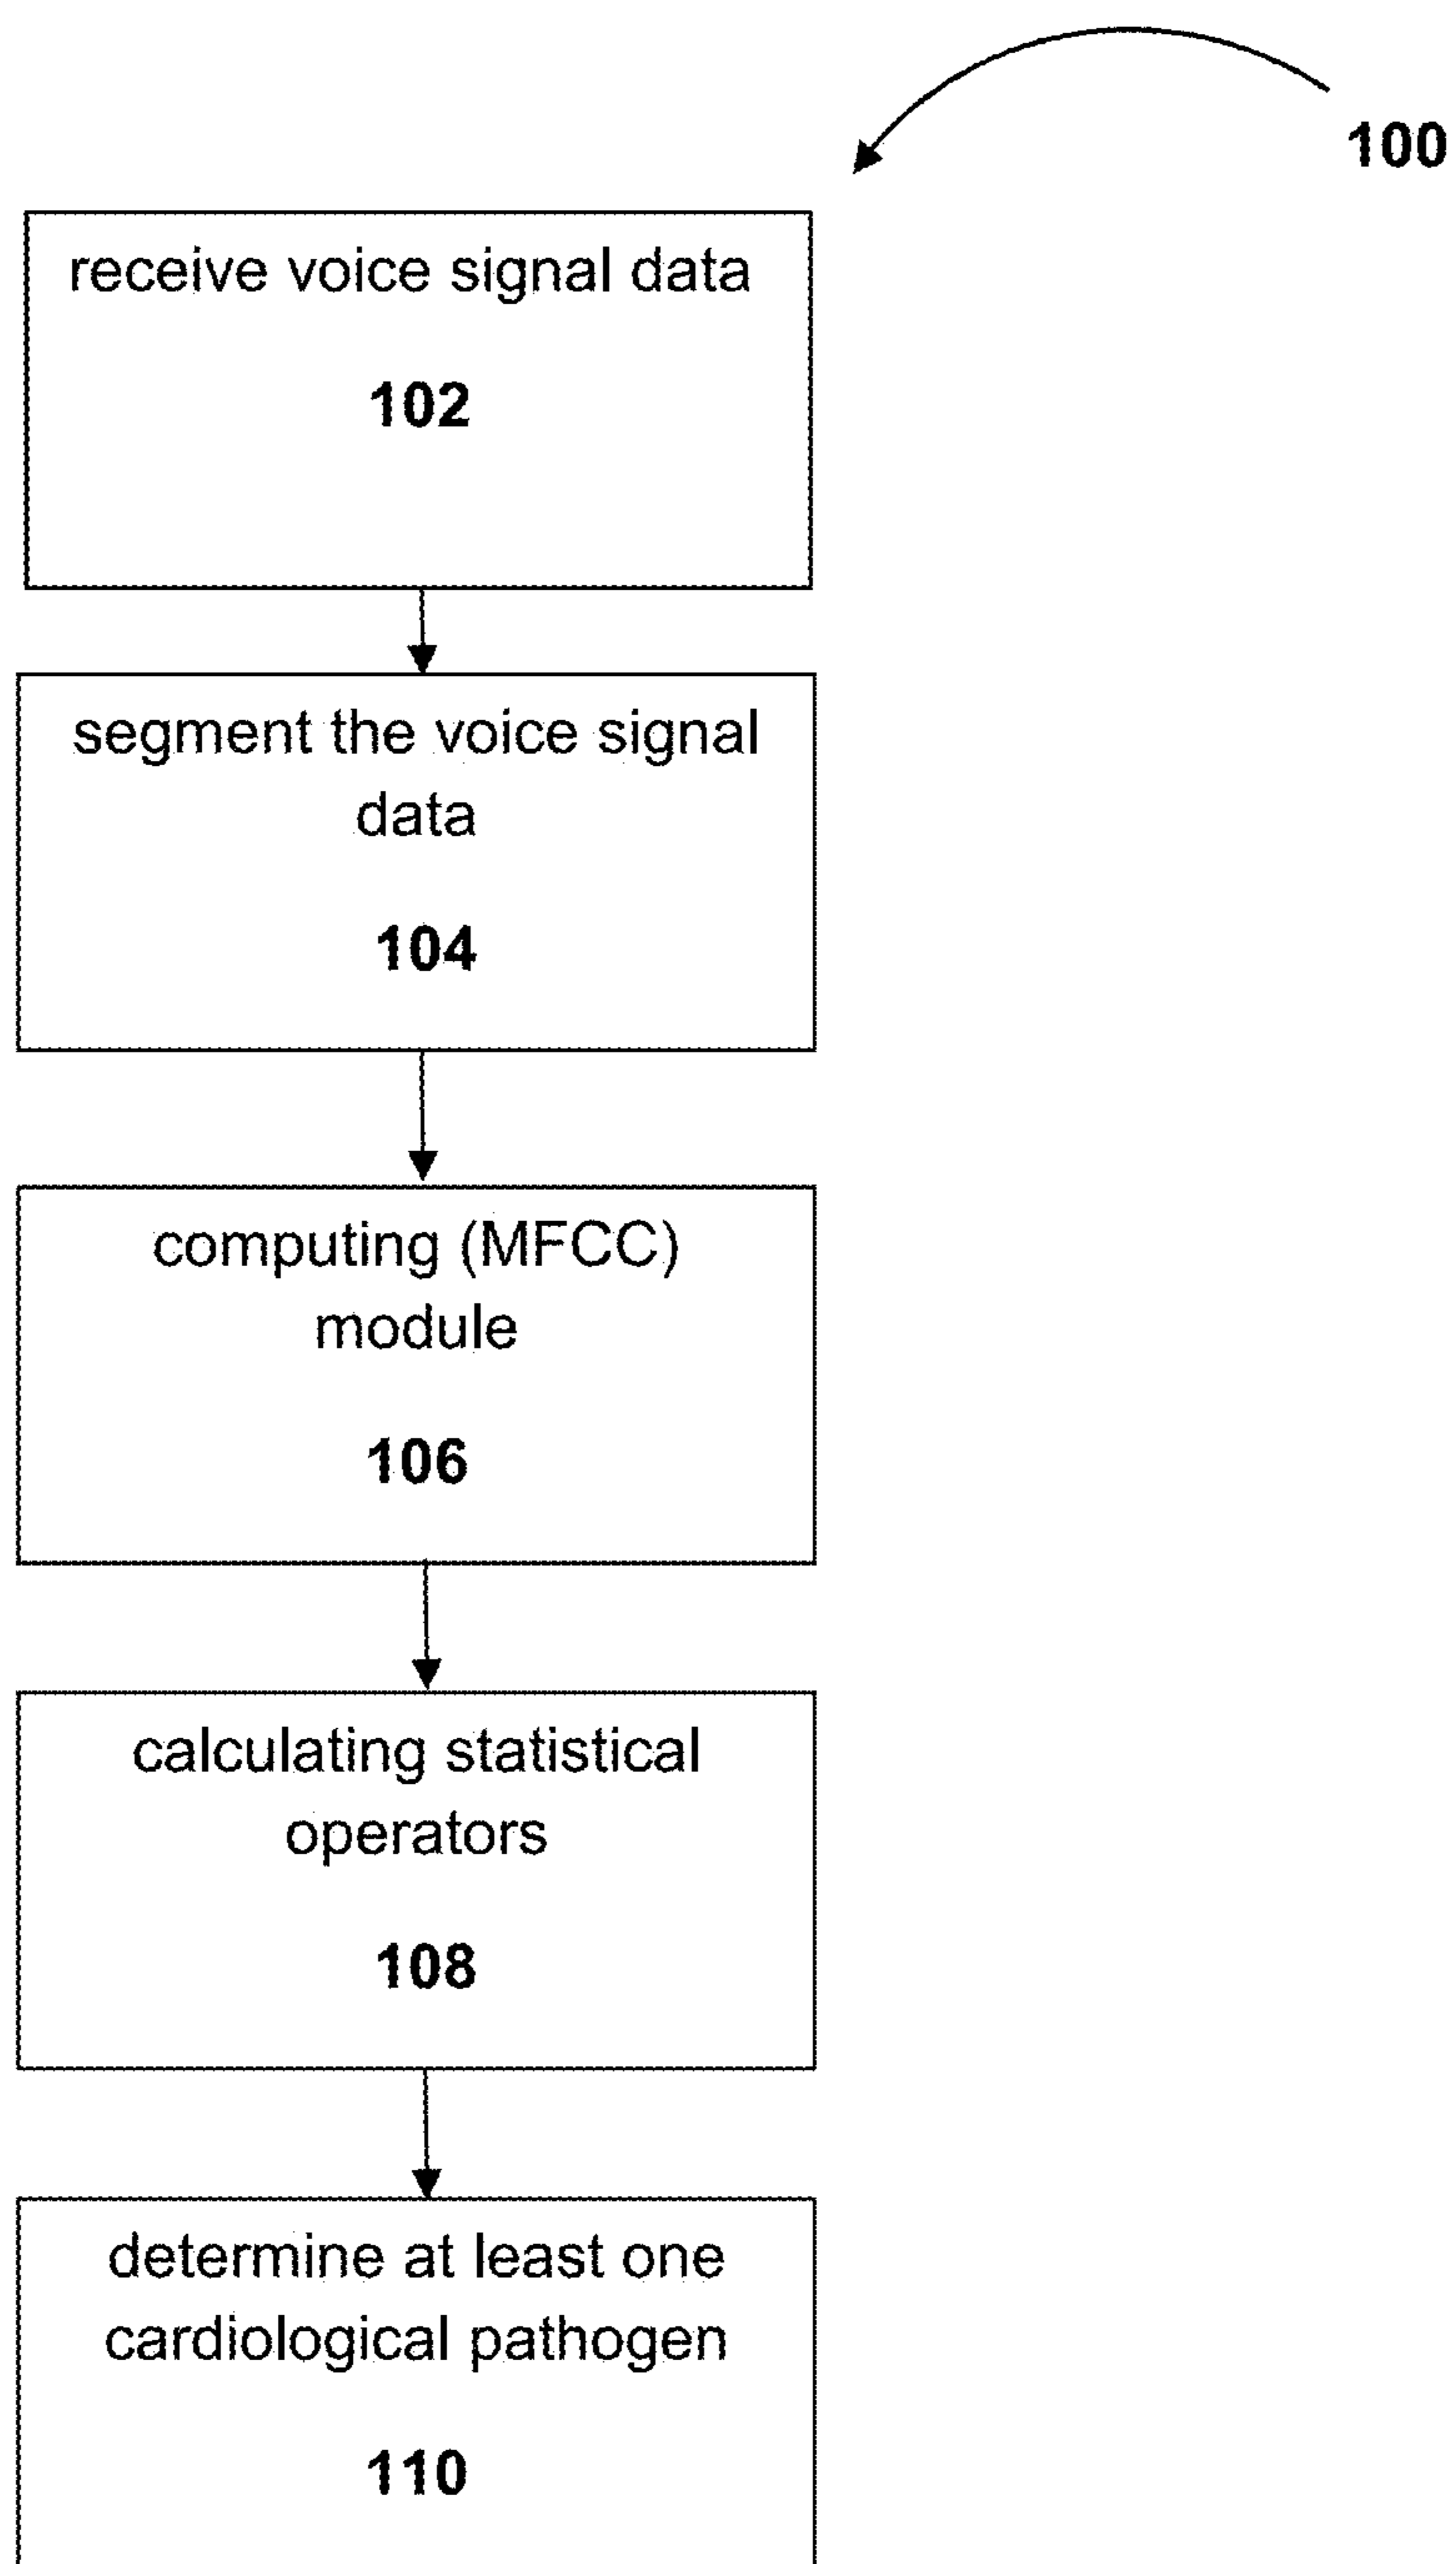 100
receive voice signal data
102
segment the voice signal
data
104
computing (MFCC)
module
106
calculating statistical
operators
108
determine at least one
cardiological pathogen
110